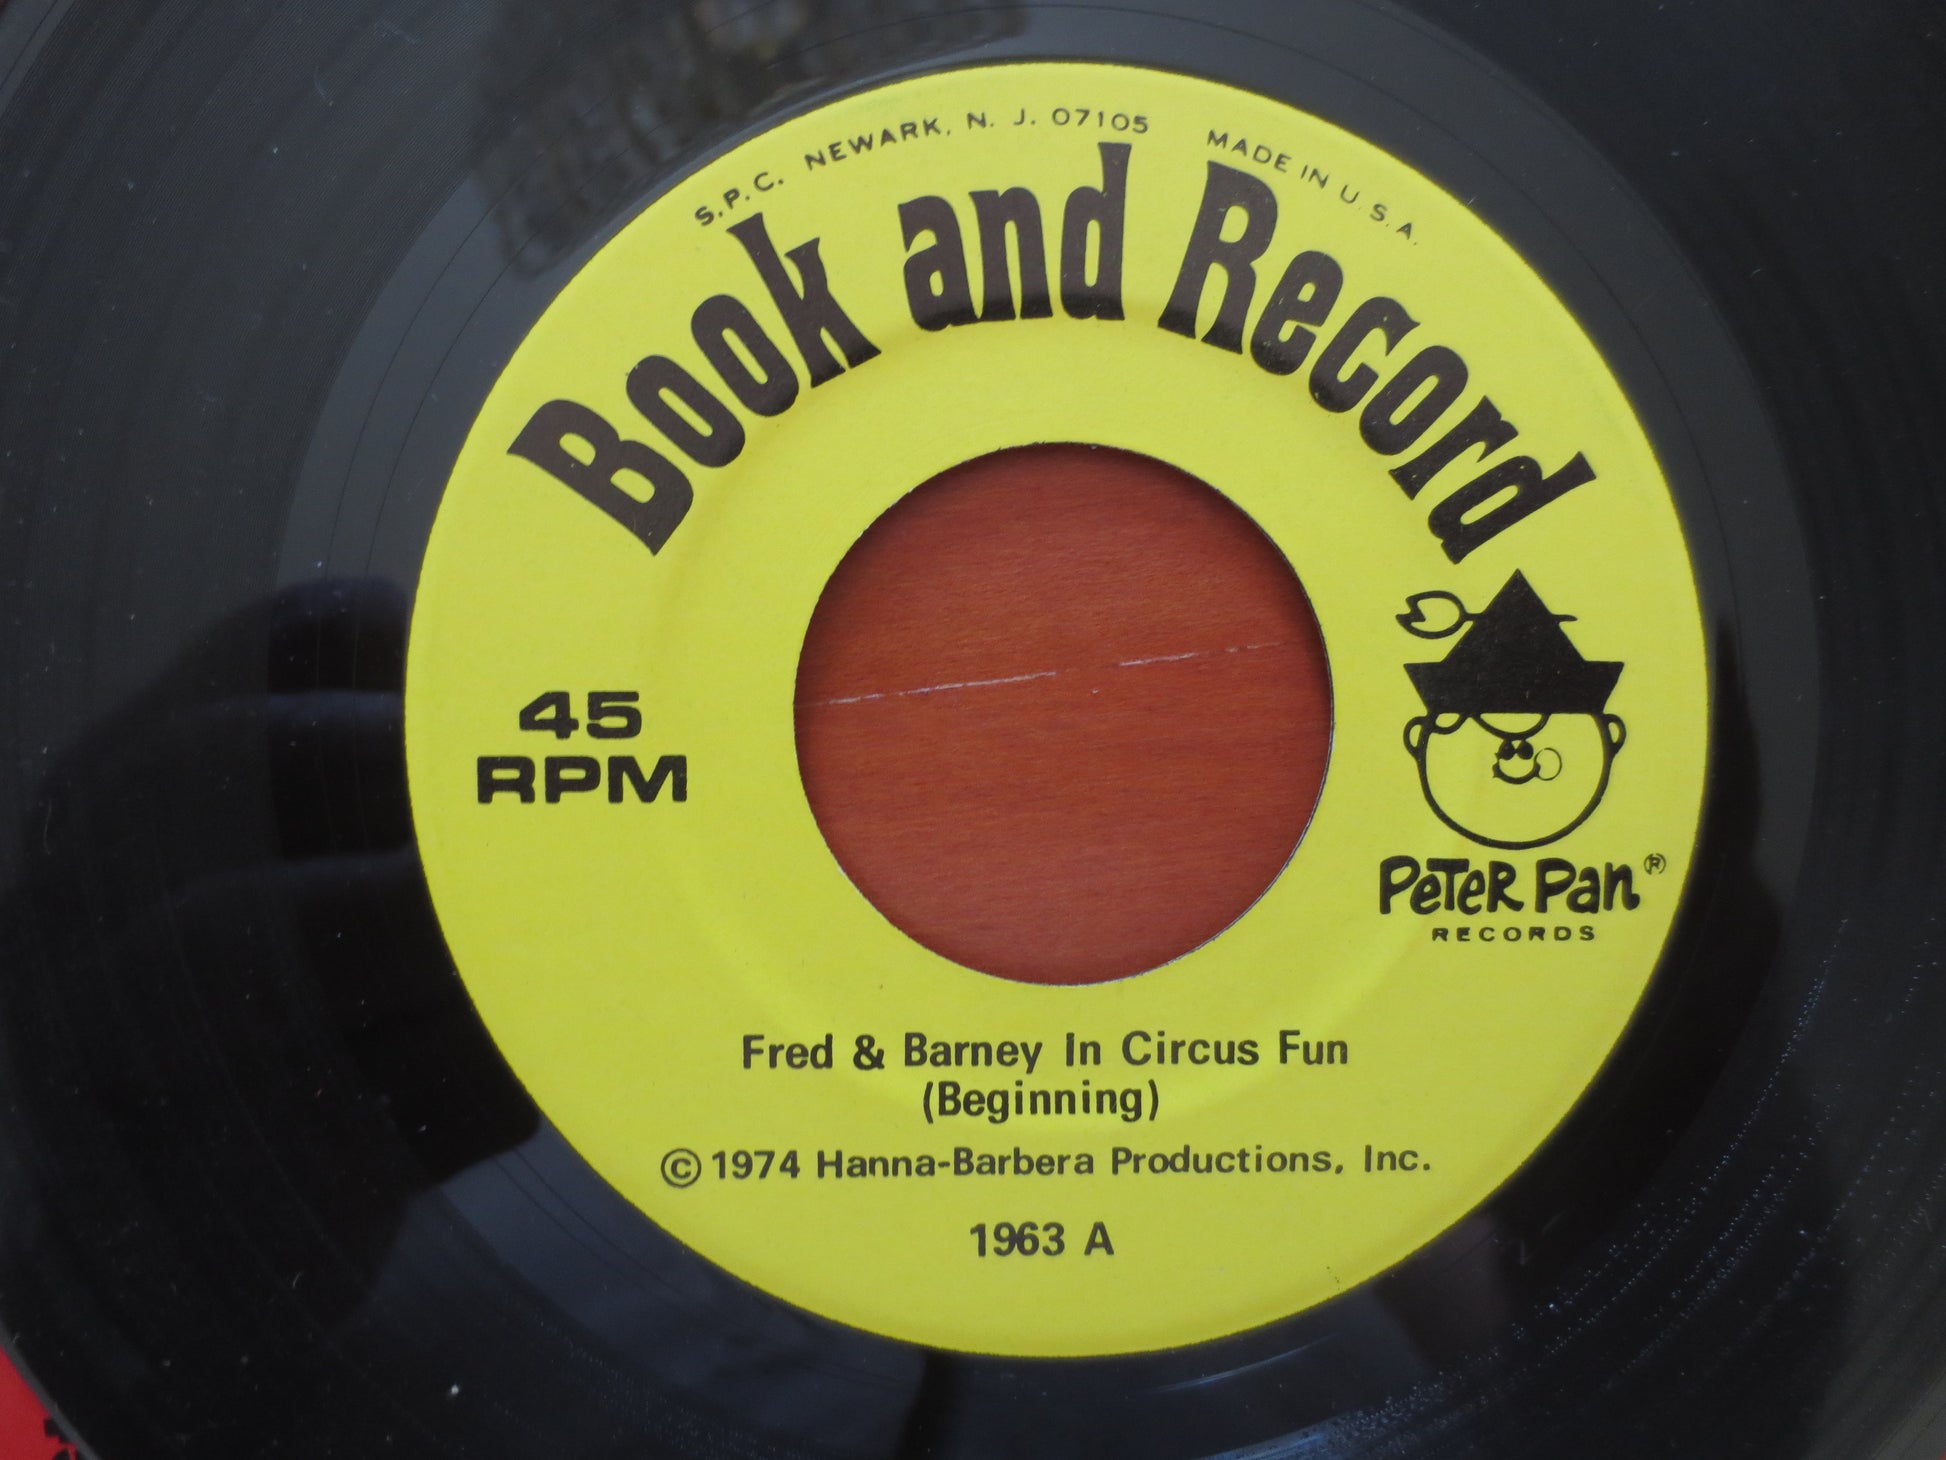 S.P.C. NEWARK, N. J. 07105 MADE IN U.S.A.
Book and Record
45
RPM
PETER PAN®
RECORDS
Fred & Barney In Circus Fun
(Beginning)
©1974 Hanna-Barbera Productions, Inc.
1963 A